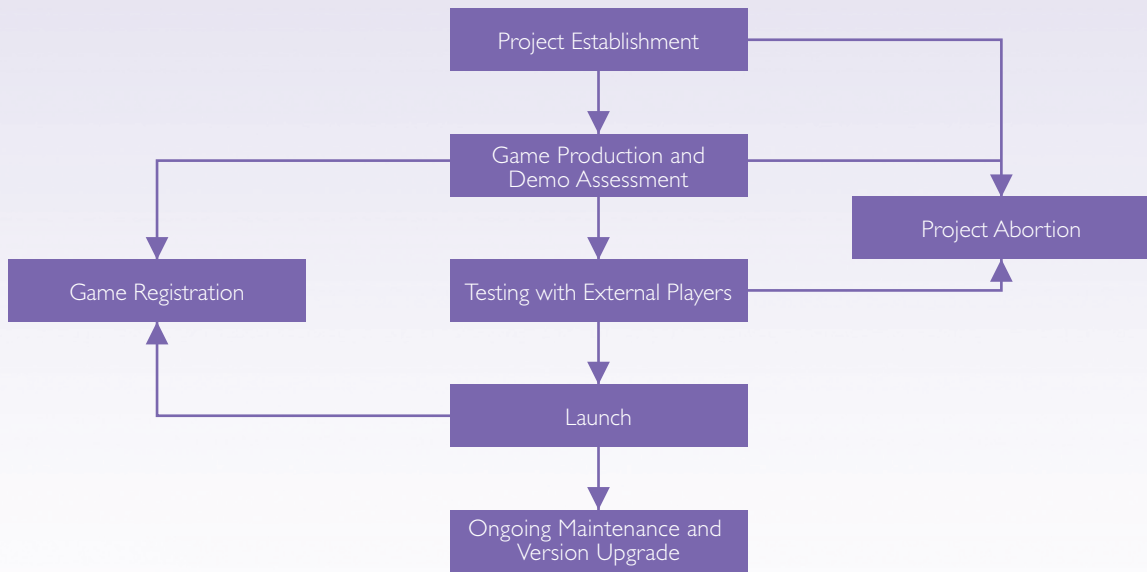 Project Establishment
Game Production and
Demo Assessment
Project Abortion
Game Registration
Testing with External Players
Launch
Ongoing Maintenance and
Version Upgrade